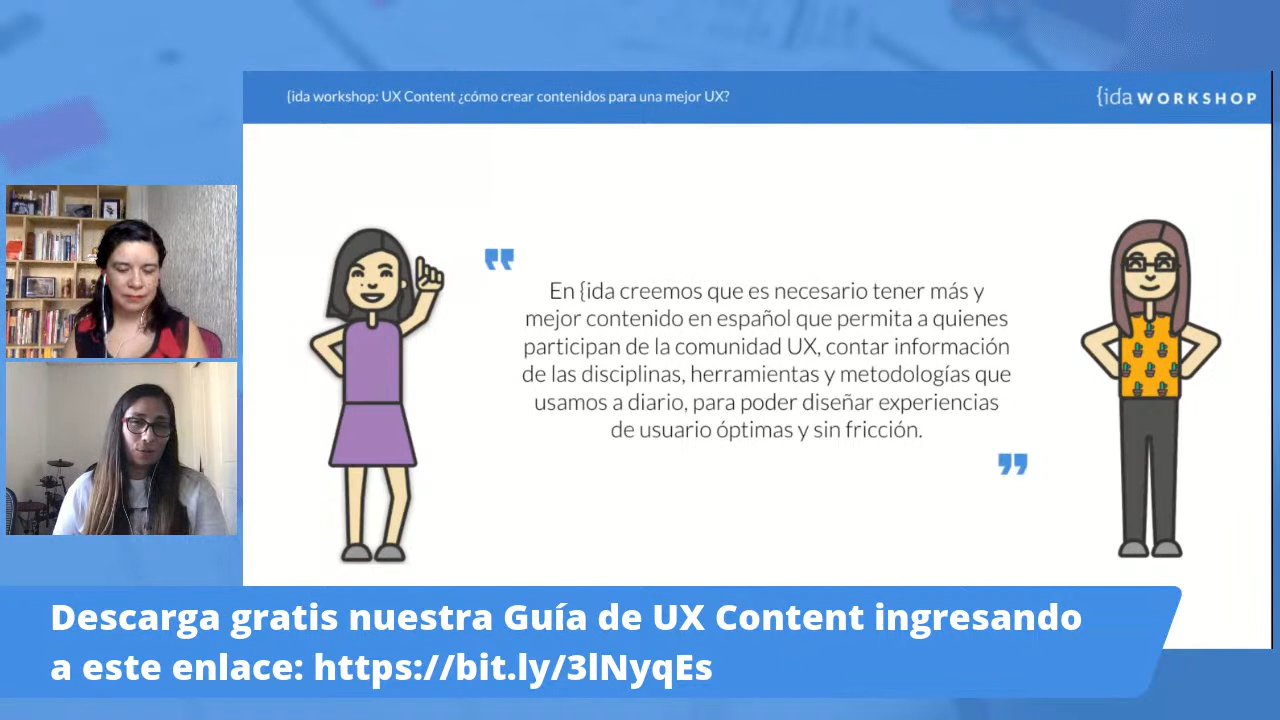 {ida workshop: UX Content ¿cómo crear contenidos para una mejor UX?
{ida WORKSHOP
En {ida creemos que es necesario tener más y
mejor contenido en español que permita a quienes
participan de la comunidad UX, contar información
de las disciplinas, herramientas y metodologías que
usamos a diario, para poder diseñar experiencias
de usuario óptimas y sin fricción.
Descarga gratis nuestra Guía de UX Content ingresando
a este enlace: https://bit.ly/3lNyqEs